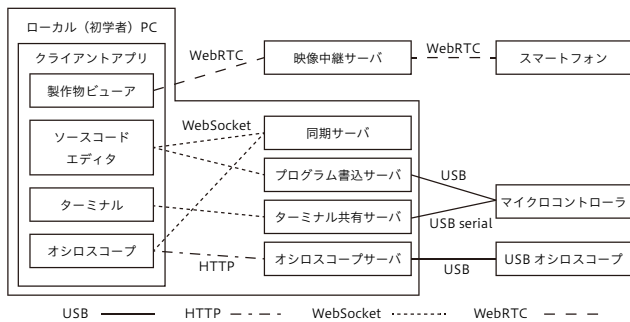 ローカル（初学者）PC
クライアントアプリ
製作物ビューア
WebRTC
映像中継サーバ
WebRTC
スマートフォン
ソースコード
エディタ
WebSocket
同期サーバ
プログラム書込サーバ
USB
マイクロコントローラ
ターミナル
ターミナル共有サーバ
USB serial
オシロスコープ
HTTP
オシロスコープサーバ
USB
USB オシロスコープ
USB
HTTP
WebSocket
WebRTC